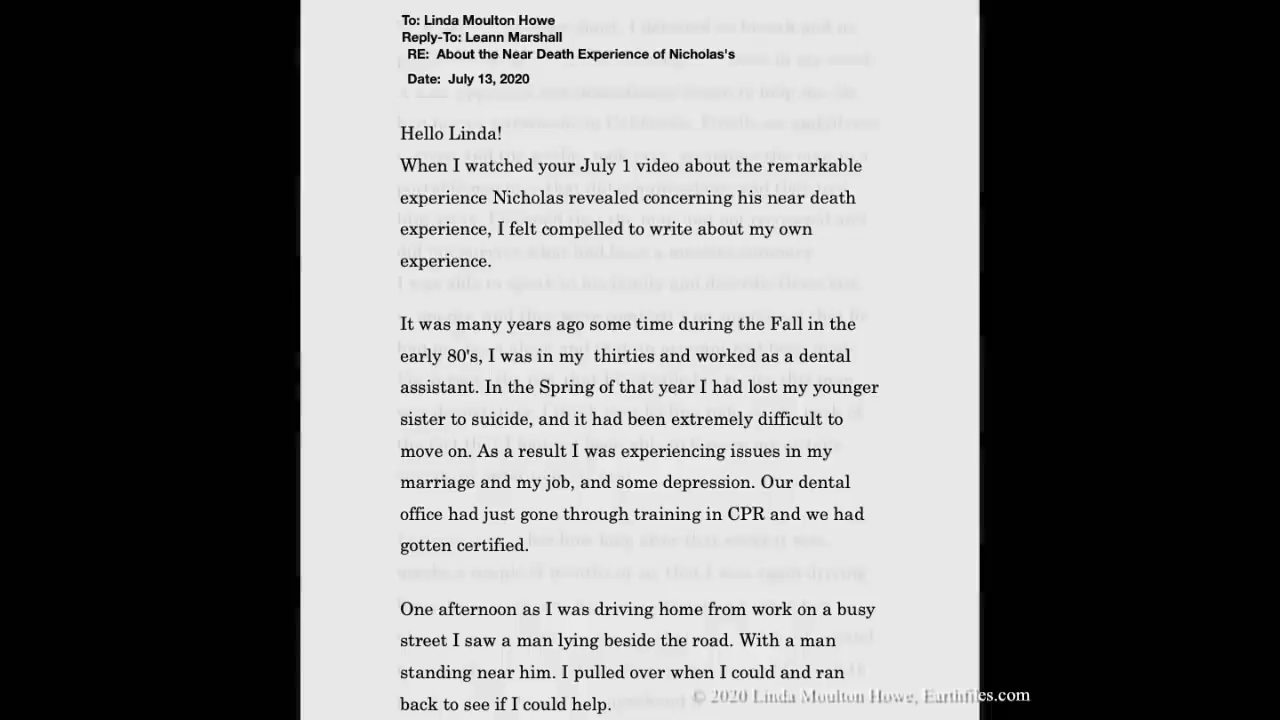 To: Linda Moulton Howe
Reply-To: Leann Marshall
RE: About the Near Death Experience of Nicholas's
Date: July 13, 2020
Hello Linda!
When I watched your July 1 video about the remarkable
experience Nicholas revealed concerning his near death
experience, I felt compelled to write about my own
experience.
It was many years ago some time during the Fall in the
early 80's, I was in my thirties and worked as a dental
assistant. In the Spring of that year I had lost my younger
sister to suicide, and it had been extremely difficult to
move on. As a result I was experiencing issues in my
marriage and my job, and some depression. Our dental
office had just gone through training in CPR and we had
gotten certified.
One afternoon as I was driving home from work on a busy
street I saw a man lying beside the road. With a man
standing near him. I pulled over when I could and ran
back to see if I could help.
© 2020 Linda Moulton Howe, Earthfiles.com